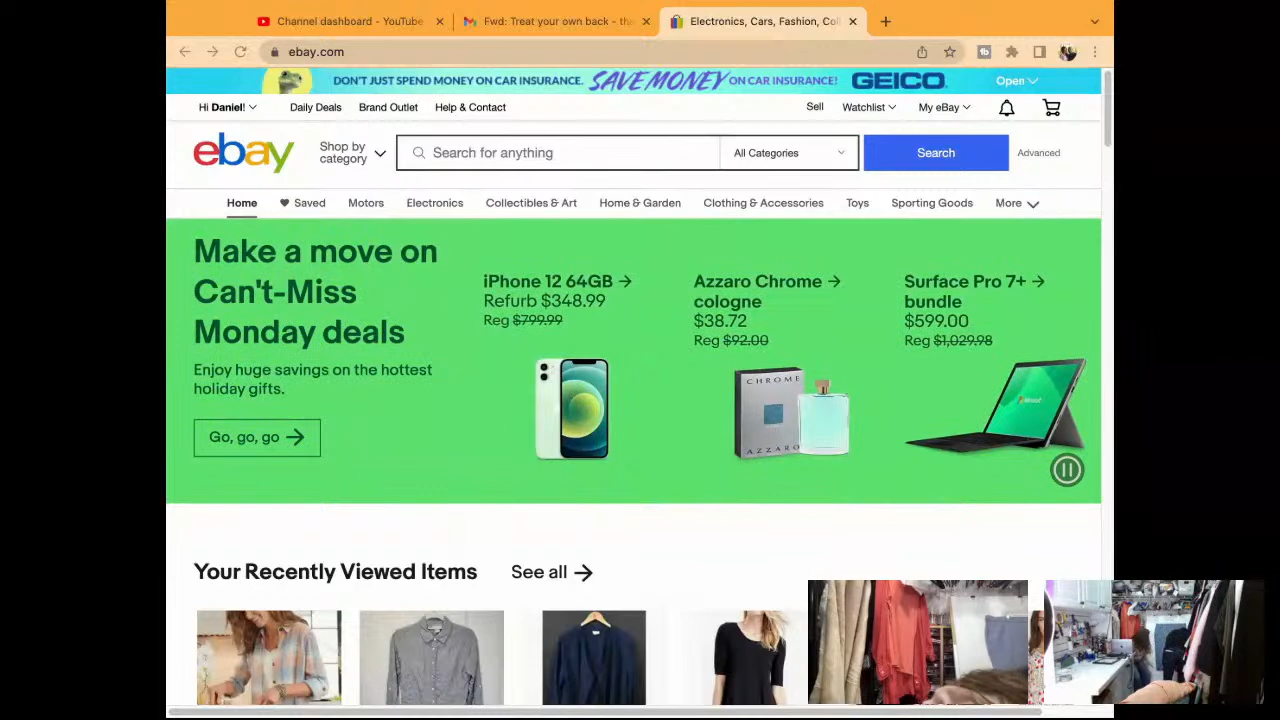 Channel dashboard - YouTube
Fwd: Treat your own back - tha
Electronics, Cars, Fashion, Coll
ebay.com
DON'T JUST SPEND MONEY ON CAR INSURANCE. SAVE MONEY ON CAR INSURANCE! GEICO. Open
Hi Daniel! Daily Deals Brand Outlet Help & Contact Sell Watchlist My eBay
ebay
Shop by category
Search for anything
All Categories
Search
Advanced
Home Saved Motors Electronics Collectibles & Art Home & Garden Clothing & Accessories Toys Sporting Goods More
Make a move on
Can't-Miss
Monday deals
Enjoy huge savings on the hottest
holiday gifts.
Go, go, go
iPhone 12 64GB
Refurb $348.99
Reg $799.99
Azzaro Chrome
cologne
$38.72
Reg $92.00
CHROME
AZZARO
Surface Pro 7+
bundle
$599.00
Reg $1,029.98
Your Recently Viewed Items See all